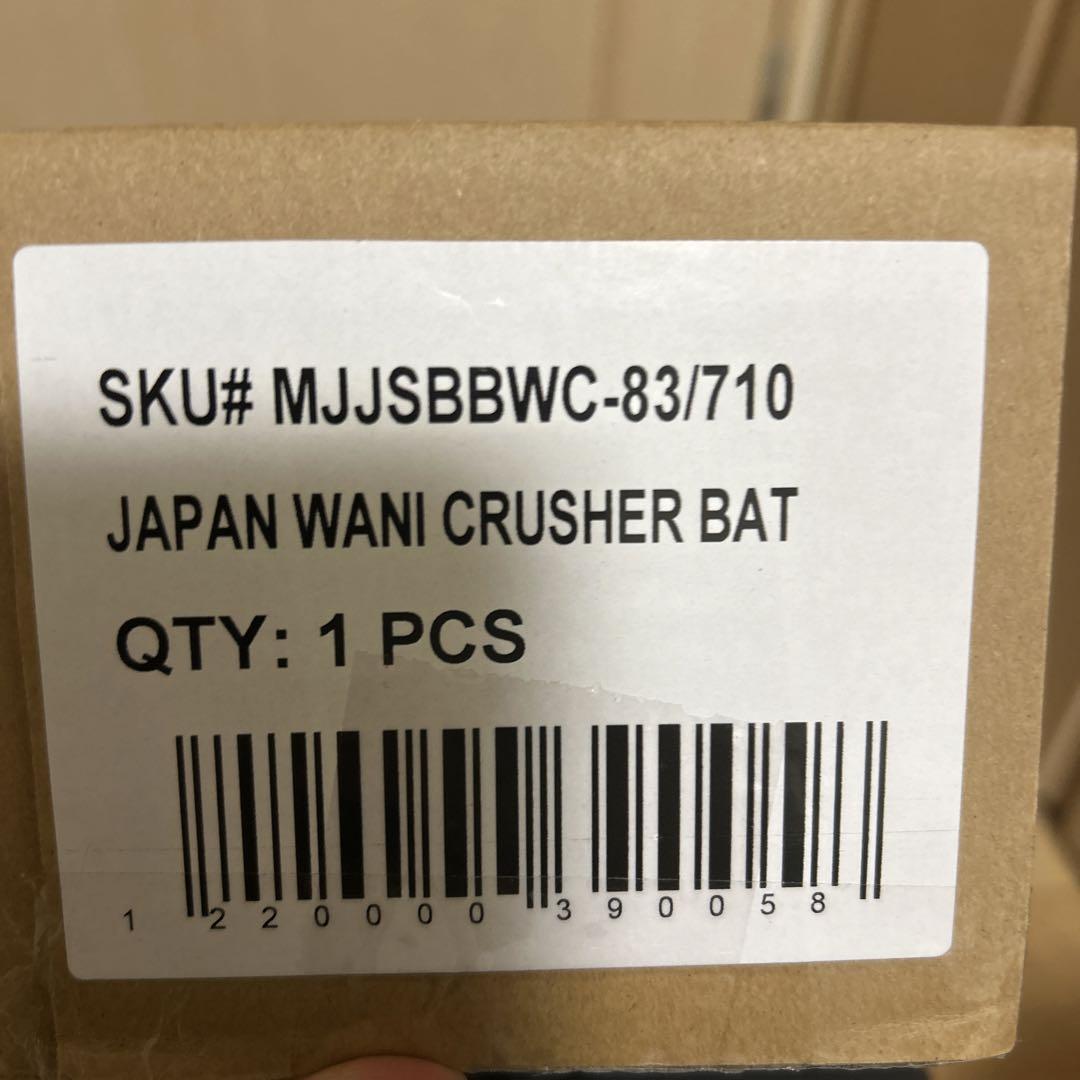 SKU# MJJSBBWC-83/710
JAPAN WANI CRUSHER BAT
QTY: 1 PCS
1 220000 390058